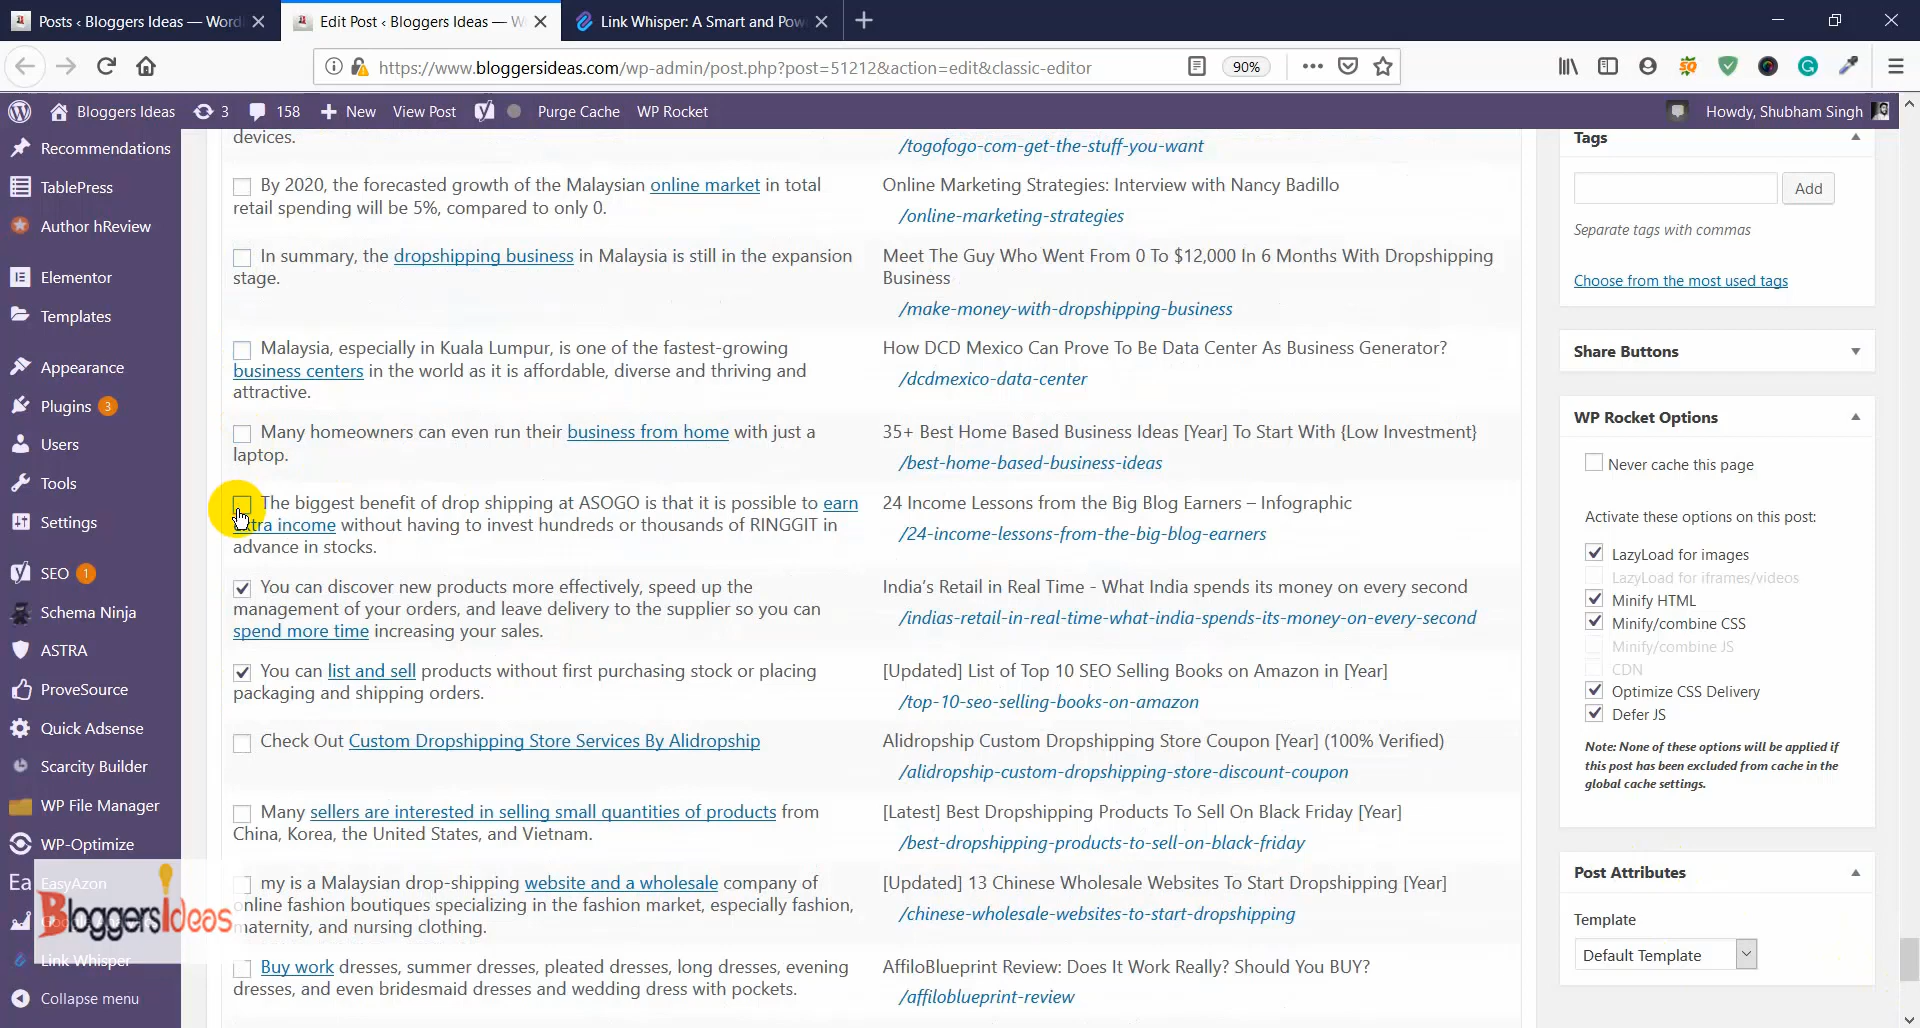 Posts ‹ Bloggers Ideas — Word
Edit Post ‹ Bloggers Ideas — W
Link Whisper: A Smart and Pow
https://www.bloggersideas.com/wp-admin/post.php?post=51212&action=edit&classic-editor
90%
Bloggers Ideas
3
158
New
View Post
Purge Cache
WP Rocket
Howdy, Shubham Singh
Recommendations
TablePress
Author hReview
Elementor
Templates
Appearance
Plugins 3
Users
Tools
Settings
SEO 1
Schema Ninja
ASTRA
ProveSource
Quick Adsense
Scarcity Builder
WP File Manager
WP-Optimize
Ea EasyAzon
BloggersIdeas
Link Whisper
Collapse menu
devices.
/togofogo-com-get-the-stuff-you-want
By 2020, the forecasted growth of the Malaysian online market in total
retail spending will be 5%, compared to only 0.
Online Marketing Strategies: Interview with Nancy Badillo
/online-marketing-strategies
In summary, the dropshipping business in Malaysia is still in the expansion
stage.
Meet The Guy Who Went From 0 To $12,000 In 6 Months With Dropshipping
Business
/make-money-with-dropshipping-business
Malaysia, especially in Kuala Lumpur, is one of the fastest-growing
business centers in the world as it is affordable, diverse and thriving and
attractive.
How DCD Mexico Can Prove To Be Data Center As Business Generator?
/dcdmexico-data-center
Many homeowners can even run their business from home with just a
laptop.
35+ Best Home Based Business Ideas [Year] To Start With {Low Investment}
/best-home-based-business-ideas
The biggest benefit of drop shipping at ASOGO is that it is possible to earn
extra income without having to invest hundreds or thousands of RINGGIT in
advance in stocks.
24 Income Lessons from the Big Blog Earners – Infographic
/24-income-lessons-from-the-big-blog-earners
You can discover new products more effectively, speed up the
management of your orders, and leave delivery to the supplier so you can
spend more time increasing your sales.
India's Retail in Real Time - What India spends its money on every second
/indias-retail-in-real-time-what-india-spends-its-money-on-every-second
You can list and sell products without first purchasing stock or placing
packaging and shipping orders.
[Updated] List of Top 10 SEO Selling Books on Amazon in [Year]
/top-10-seo-selling-books-on-amazon
Check Out Custom Dropshipping Store Services By Alidropship
Alidropship Custom Dropshipping Store Coupon [Year] (100% Verified)
/alidropship-custom-dropshipping-store-discount-coupon
Many sellers are interested in selling small quantities of products from
China, Korea, the United States, and Vietnam.
[Latest] Best Dropshipping Products To Sell On Black Friday [Year]
/best-dropshipping-products-to-sell-on-black-friday
my is a Malaysian drop-shipping website and a wholesale company of
online fashion boutiques specializing in the fashion market, especially fashion,
maternity, and nursing clothing.
[Updated] 13 Chinese Wholesale Websites To Start Dropshipping [Year]
/chinese-wholesale-websites-to-start-dropshipping
Buy work dresses, summer dresses, pleated dresses, long dresses, evening
dresses, and even bridesmaid dresses and wedding dress with pockets.
AffiloBlueprint Review: Does It Work Really? Should You BUY?
/affiloblueprint-review
Tags
Add
Separate tags with commas
Choose from the most used tags
Share Buttons
WP Rocket Options
Never cache this page
Activate these options on this post:
LazyLoad for images
LazyLoad for iframes/videos
Minify HTML
Minify/combine CSS
Minify/combine JS
CDN
Optimize CSS Delivery
Defer JS
Note: None of these options will be applied if
this post has been excluded from cache in the
global cache settings.
Post Attributes
Template
Default Template